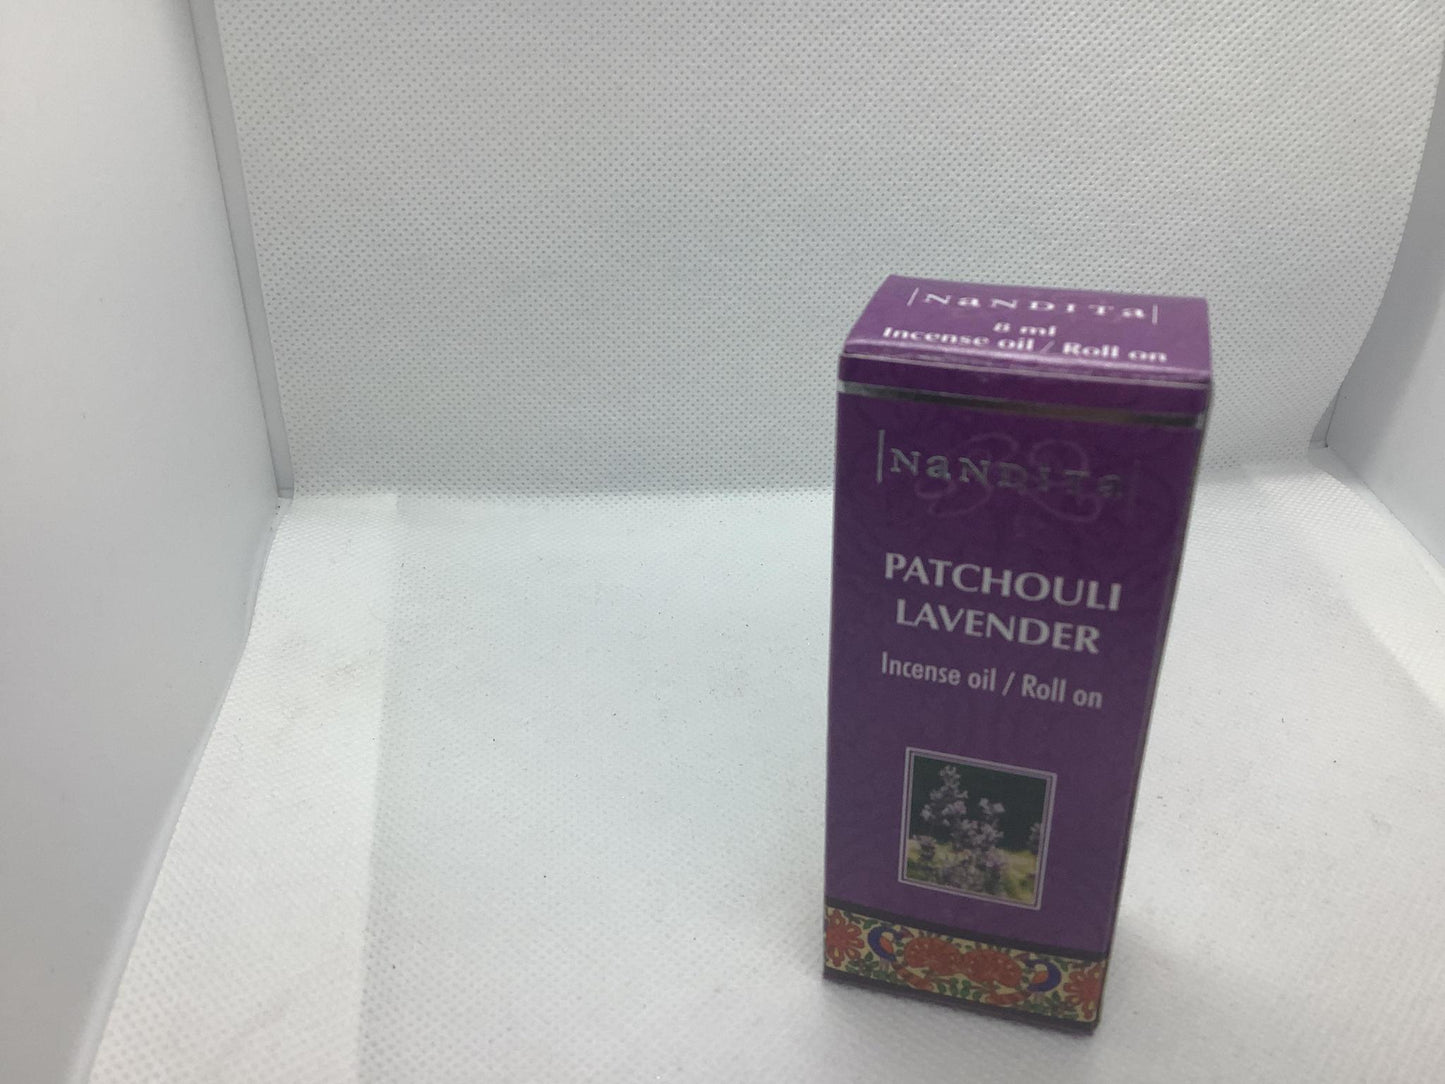 |NaNDITa|
8 ml
Incense oil / Roll on
|NaNDITa|
PATCHOULI
LAVENDER
Incense oil / Roll on